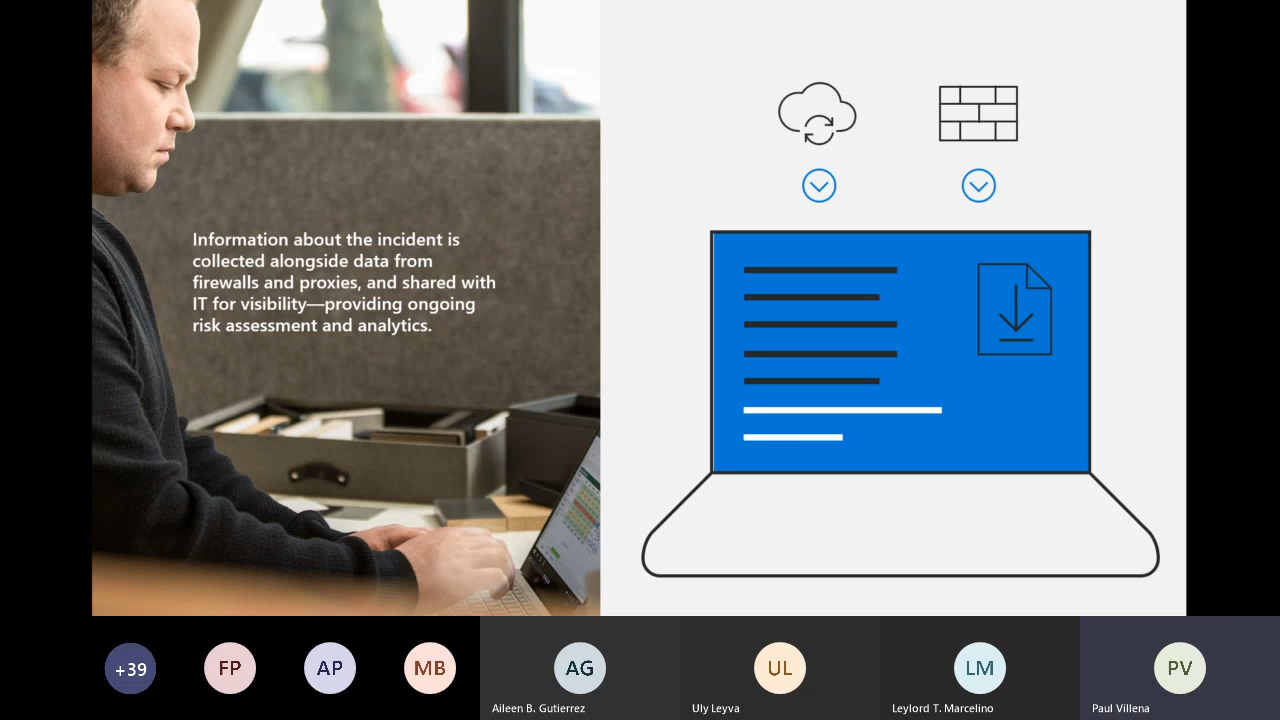 Information about the incident is
collected alongside data from
firewalls and proxies, and shared with
IT for visibility—providing ongoing
risk assessment and analytics.
+39
FP
AP
MB
AG
UL
LM
PV
Aileen B. Gutierrez
Uly Leyva
Leylord T. Marcelino
Paul Villena